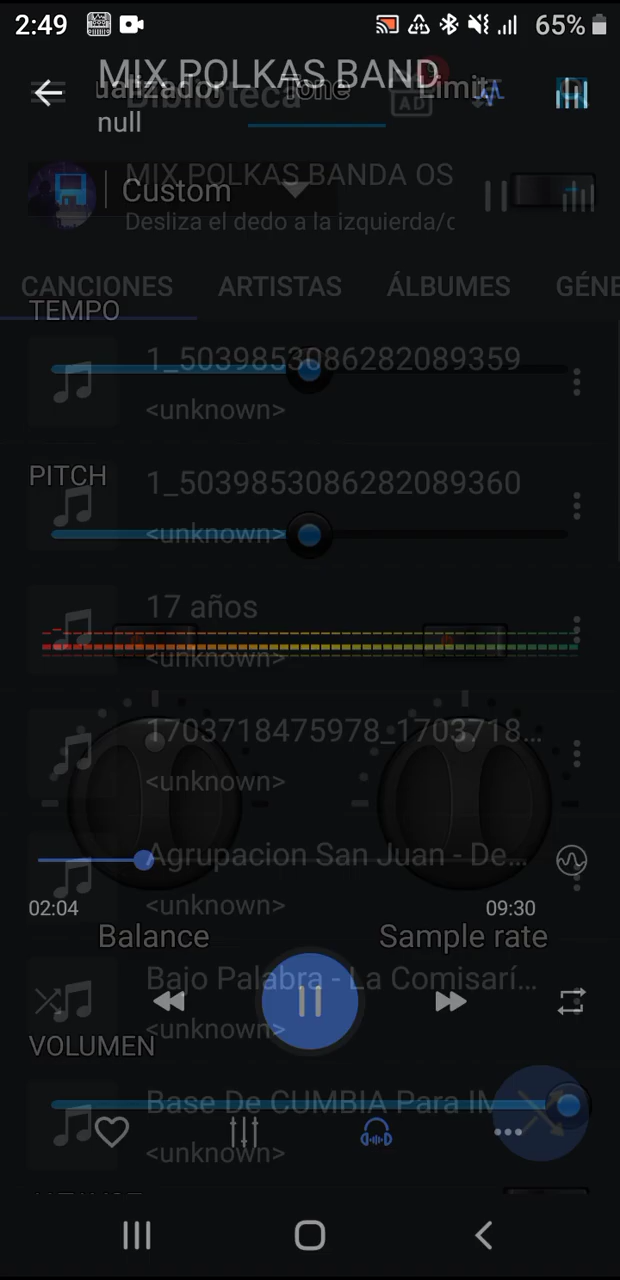 2:49 65%
MIX POLKAS BAND
ualizador Biblioteca Tone AD Limit
null
MIX POLKAS BANDA OS
Custom
Desliza el dedo a la izquierda/d
CANCIONES ARTISTAS ÁLBUMES GÉNE
TEMPO
1_5039853086282089359
<unknown>
PITCH
1_5039853086282089360
<unknown>
17 años
<unknown>
1703718475978_1703718...
<unknown>
Agrupacion San Juan - De...
02:04 <unknown> 09:30
Balance Sample rate
Bajo Palabra - La Comisarí...
<unknown>
VOLUMEN
Base De CUMBIA Para IM
<unknown>